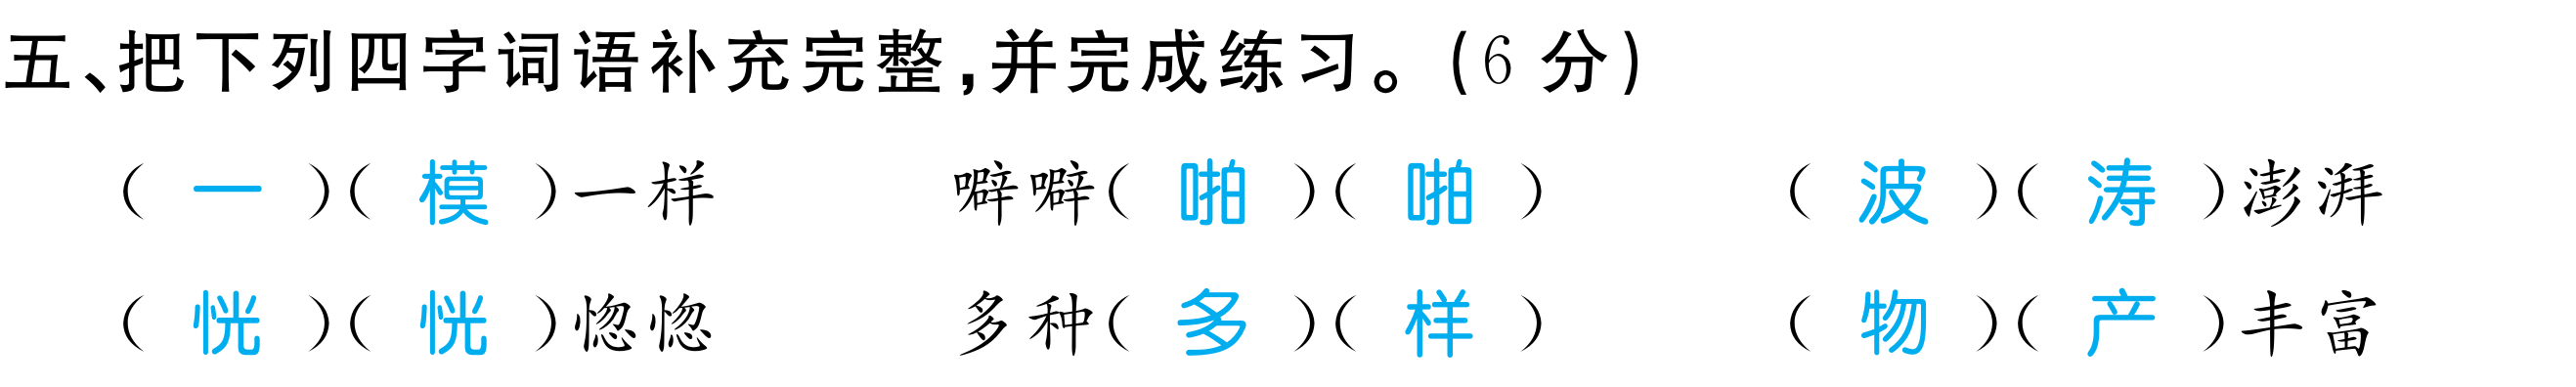 五、把下列四字词语补充完整,并完成练习。(6 分)
( 一 )( 模 )一样 噼噼( 啪 )( 啪 ) ( 波 )( 涛 )澎湃
( 恍 )( 恍 )惚惚 多种( 多 )( 样 ) ( 物 )( 产 )丰富